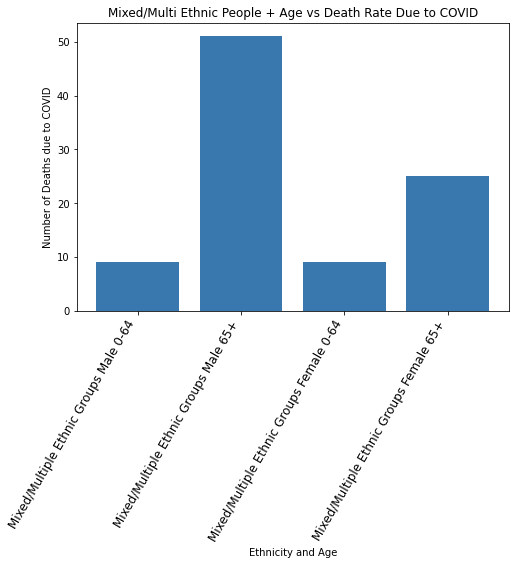 Mixed/Multi Ethnic People + Age vs Death Rate Due to COVID
Number of Deaths due to COVID
50
40
30
20
10
0
Mixed/Multiple Ethnic Groups Male 0-64
Mixed/Multiple Ethnic Groups Male 65+
Mixed/Multiple Ethnic Groups Female 0-64
Mixed/Multiple Ethnic Groups Female 65+
Ethnicity and Age